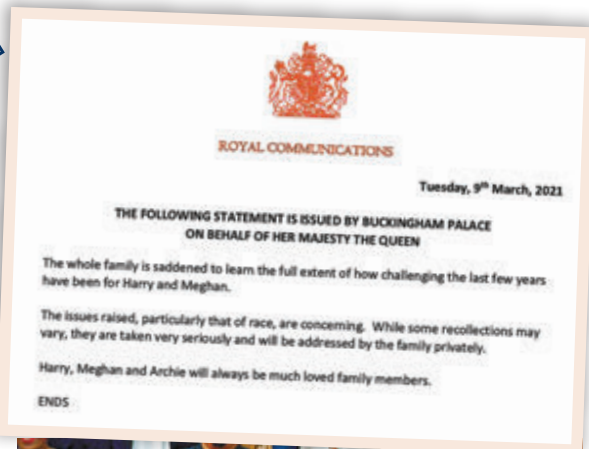 ROYAL COMMUNICATIONS
Tuesday, 9th March, 2021
THE FOLLOWING STATEMENT IS ISSUED BY BUCKINGHAM PALACE
ON BEHALF OF HER MAJESTY THE QUEEN
The whole family is saddened to learn the full extent of how challenging the last few years
have been for Harry and Meghan.
The issues raised, particularly that of race, are concerning. While some recollections may
vary, they are taken very seriously and will be addressed by the family privately.
Harry, Meghan and Archie will always be much loved family members.
ENDS